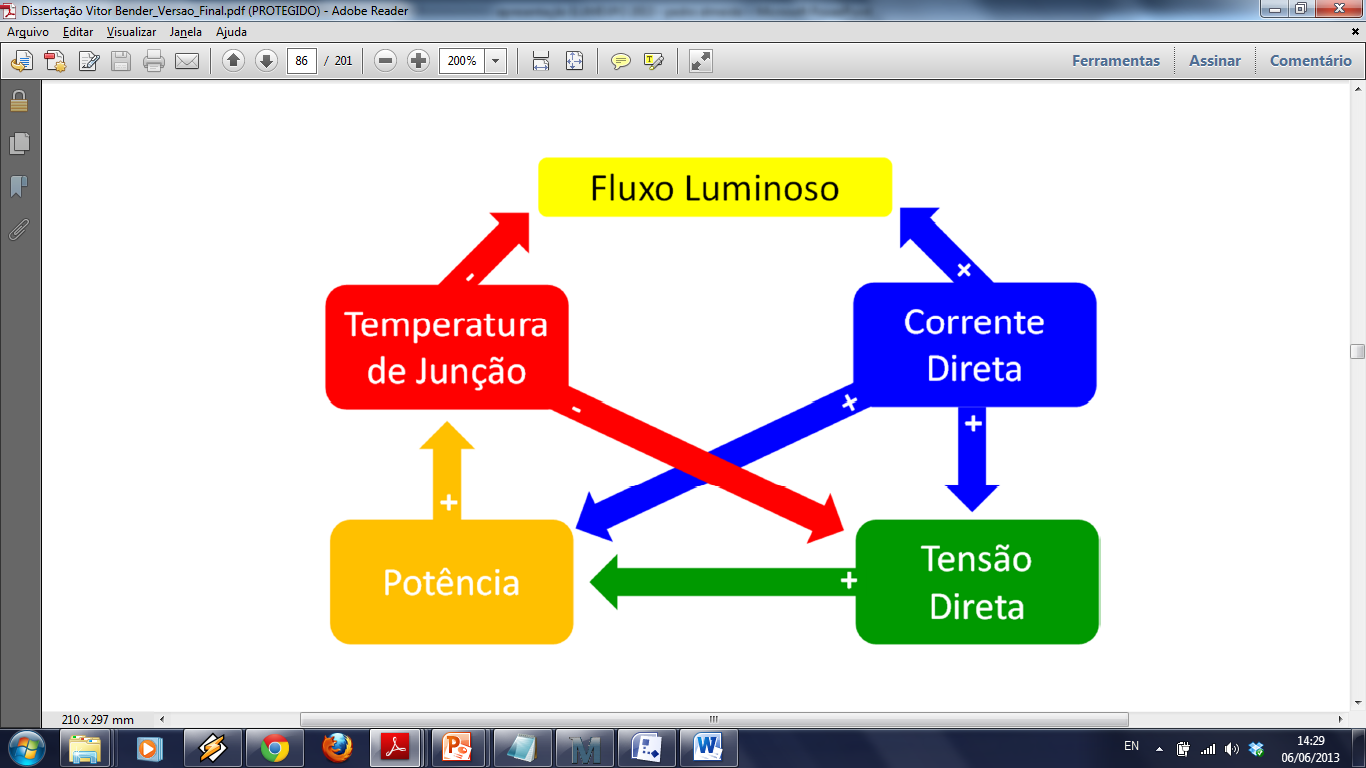 Dissertação Vitor Bender_Versao_Final.pdf (PROTEGIDO) - Adobe Reader
Arquivo Editar Visualizar Janela Ajuda
86 / 201 200% Ferramentas Assinar Comentário
Fluxo Luminoso
-
+
Temperatura
de Junção
Corrente
Direta
-
+
+
+
Potência
Tensão
Direta
+
210 x 297 mm
EN 14:29
06/06/2013